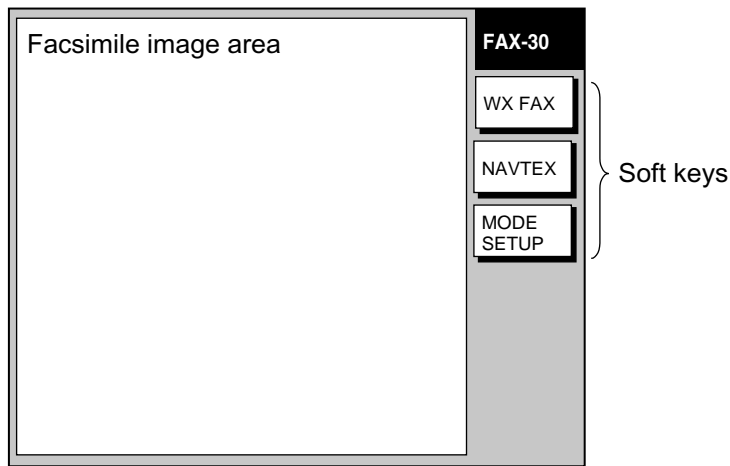 Facsimile image area
FAX-30
WX FAX
NAVTEX
MODE
SETUP
Soft keys